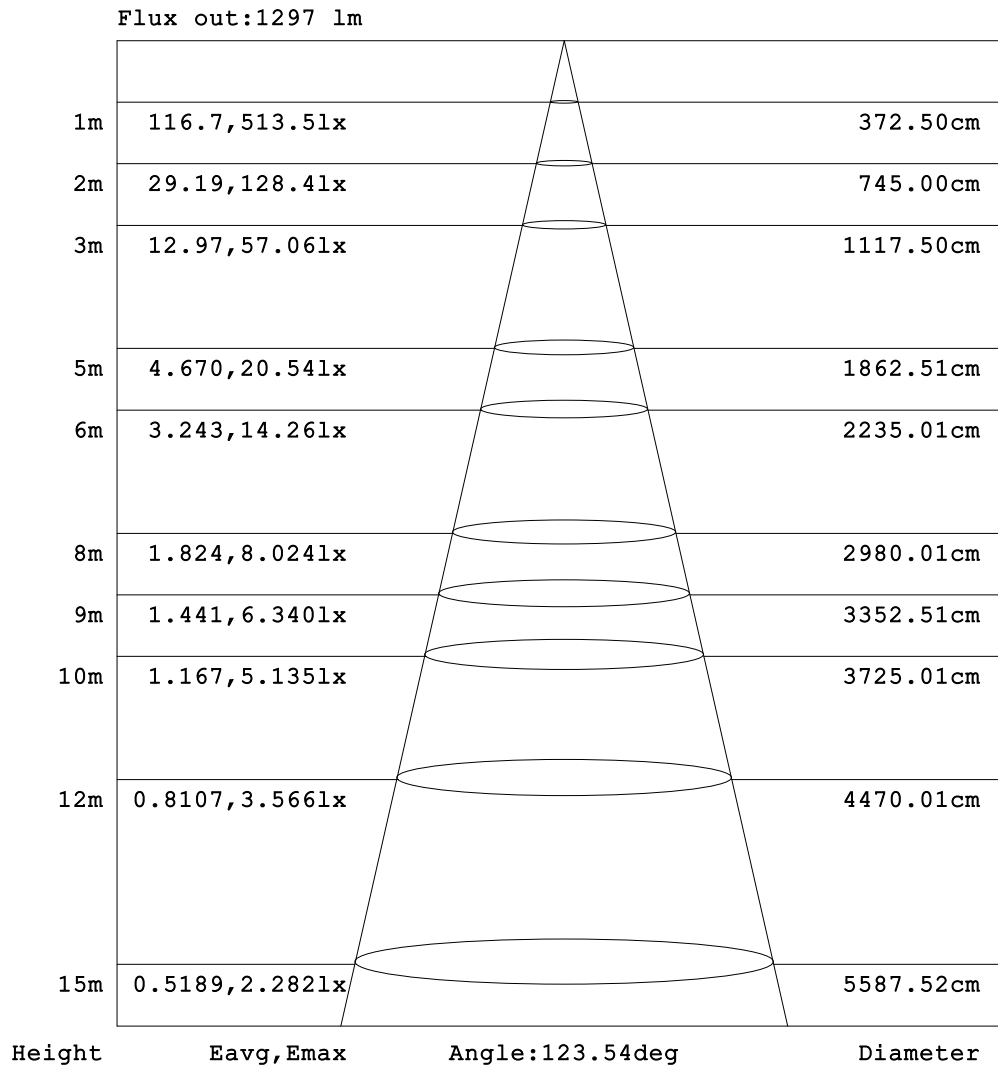 Flux out:1297 lm
1m 116.7,513.5lx 372.50cm
2m 29.19,128.4lx 745.00cm
3m 12.97,57.06lx 1117.50cm
5m 4.670,20.54lx 1862.51cm
6m 3.243,14.26lx 2235.01cm
8m 1.824,8.024lx 2980.01cm
9m 1.441,6.340lx 3352.51cm
10m 1.167,5.135lx 3725.01cm
12m 0.8107,3.566lx 4470.01cm
15m 0.5189,2.282lx 5587.52cm
Height Eavg,Emax Angle:123.54deg Diameter